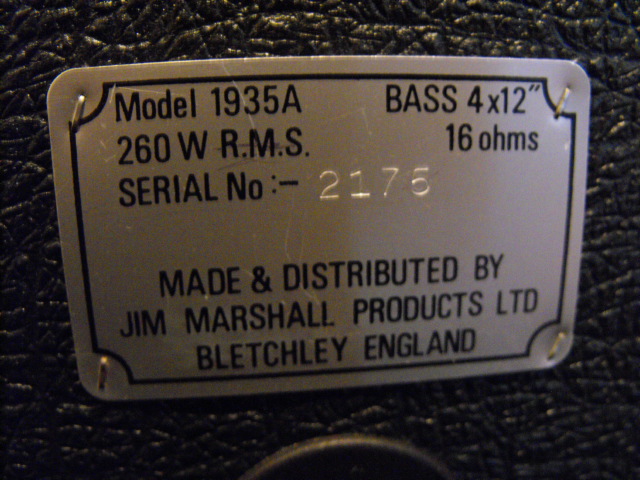 Model 1935A BASS 4x12"
260 W R.M.S. 16 ohms
SERIAL No :- 2175
MADE & DISTRIBUTED BY
JIM MARSHALL PRODUCTS LTD
BLETCHLEY ENGLAND